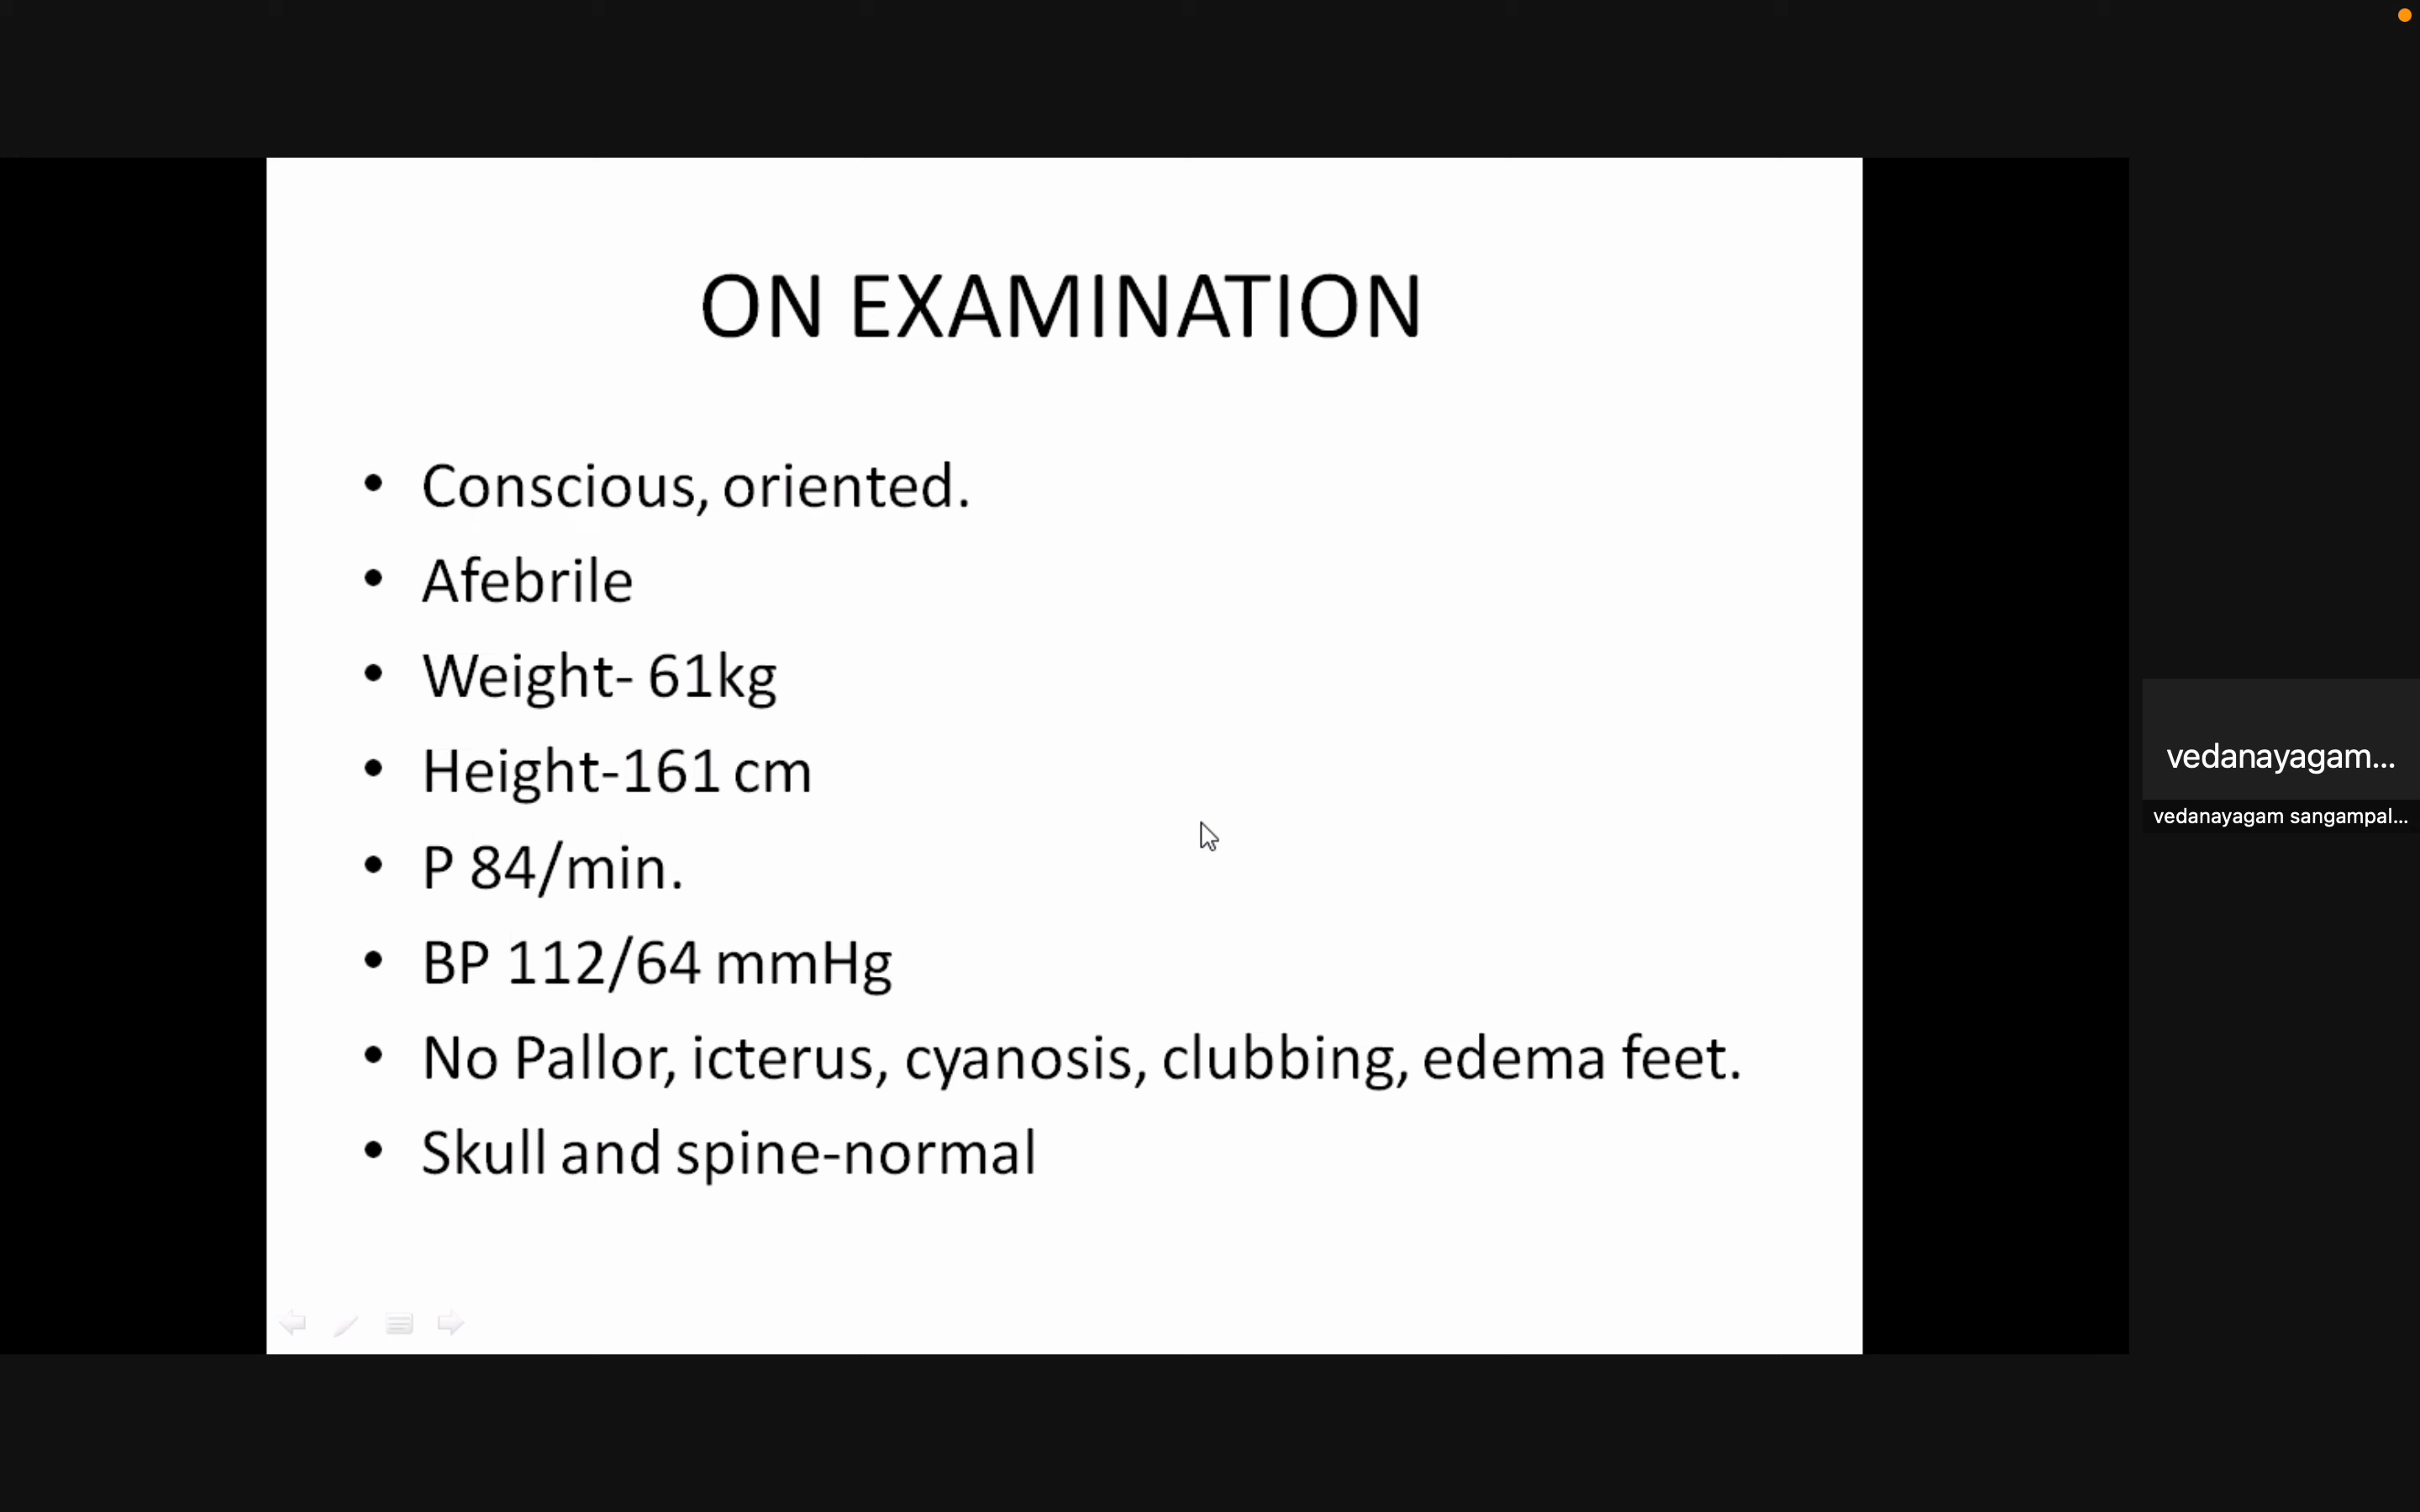 ON EXAMINATION
• Conscious, oriented.
• Afebrile
• Weight- 61kg
• Height-161 cm
• P 84/min.
• BP 112/64 mmHg
• No Pallor, icterus, cyanosis, clubbing, edema feet.
• Skull and spine-normal
vedanayagam...
vedanayagam sangampal...